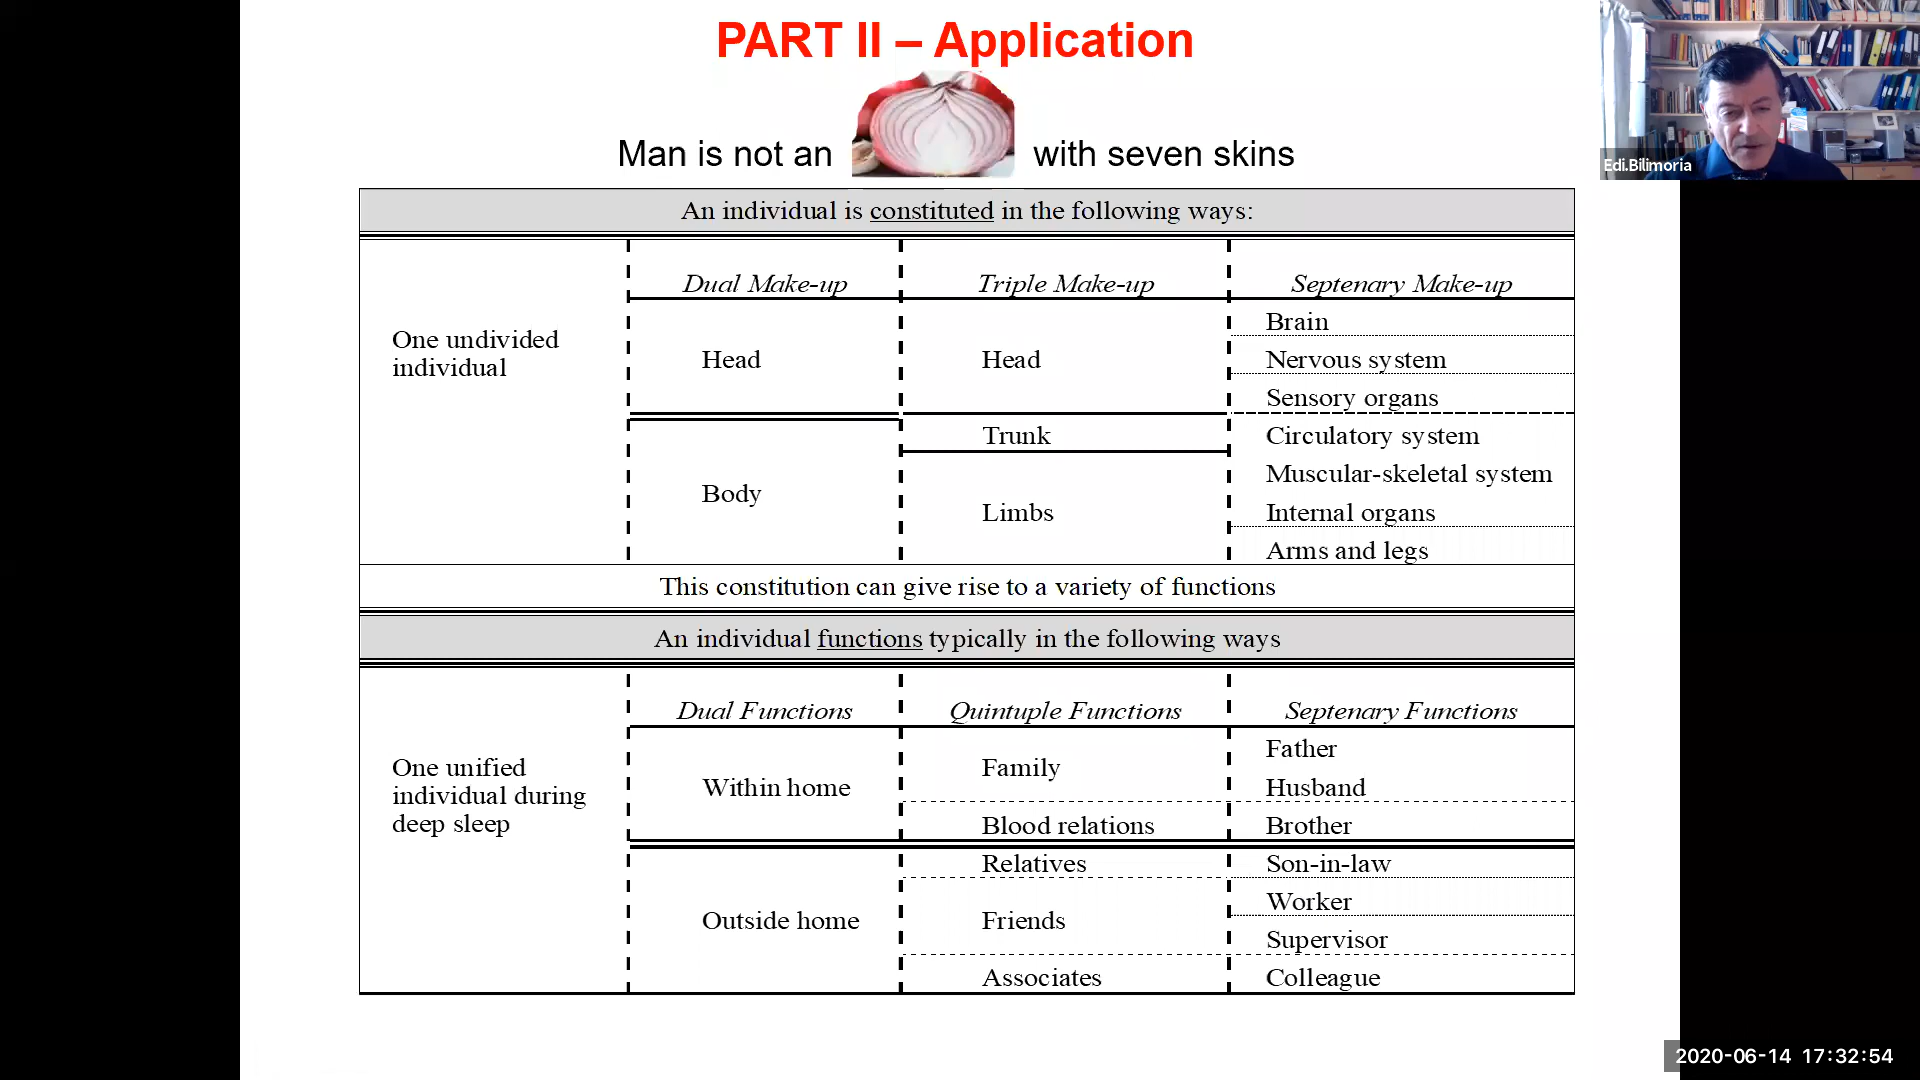 PART II – Application
Man is not an with seven skins
Edi.Bilimoria
An individual is constituted in the following ways:
Dual Make-up Triple Make-up Septenary Make-up
One undivided individual
Head
Body
Head
Trunk
Limbs
Brain
Nervous system
Sensory organs
Circulatory system
Muscular-skeletal system
Internal organs
Arms and legs
This constitution can give rise to a variety of functions
An individual functions typically in the following ways
Dual Functions Quintuple Functions Septenary Functions
One unified
individual during
deep sleep
Within home
Outside home
Family
Blood relations
Relatives
Friends
Associates
Father
Husband
Brother
Son-in-law
Worker
Supervisor
Colleague
2020-06-14 17:32:54